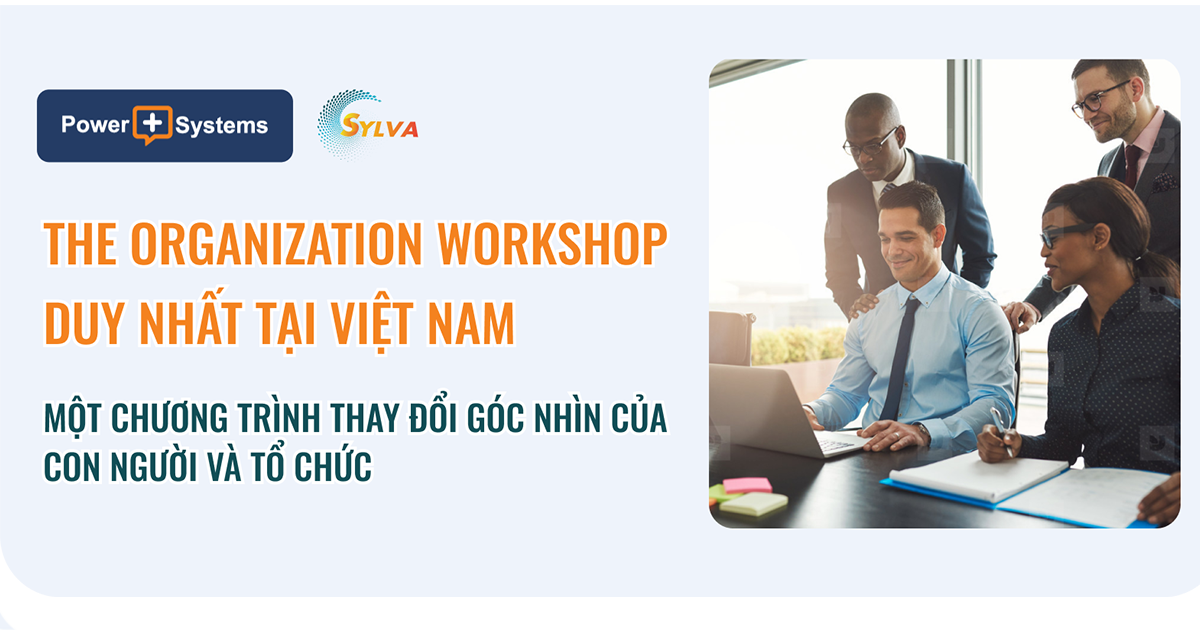 Power + Systems
SYLVA
THE ORGANIZATION WORKSHOP
DUY NHẤT TẠI VIỆT NAM
MỘT CHƯƠNG TRÌNH THAY ĐỔI GÓC NHÌN CỦA
CON NGƯỜI VÀ TỔ CHỨC